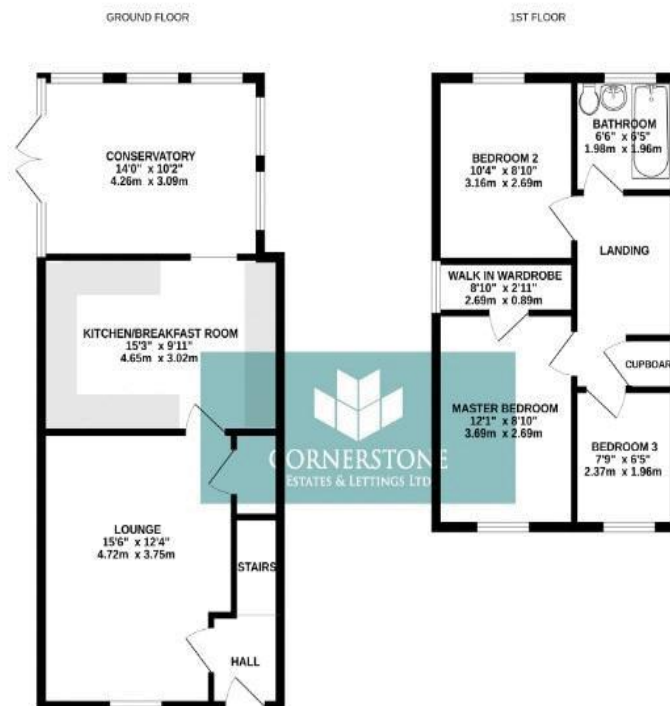 GROUND FLOOR
1ST FLOOR
CONSERVATORY
14'0" x 10'2"
4.26m x 3.09m
KITCHEN/BREAKFAST ROOM
15'3" x 9'11"
4.65m x 3.02m
LOUNGE
15'6" x 12'4"
4.72m x 3.75m
STAIRS
HALL
BEDROOM 2
10'4" x 8'10"
3.16m x 2.69m
BATHROOM
6'6" x 6'5"
1.98m x 1.96m
LANDING
WALK IN WARDROBE
8'10" x 2'11"
2.69m x 0.89m
CUPBOAR
MASTER BEDROOM
12'1" x 8'10"
3.69m x 2.69m
BEDROOM 3
7'9" x 6'5"
2.37m x 1.96m
CORNERSTONE
ESTATES & LETTINGS LTD